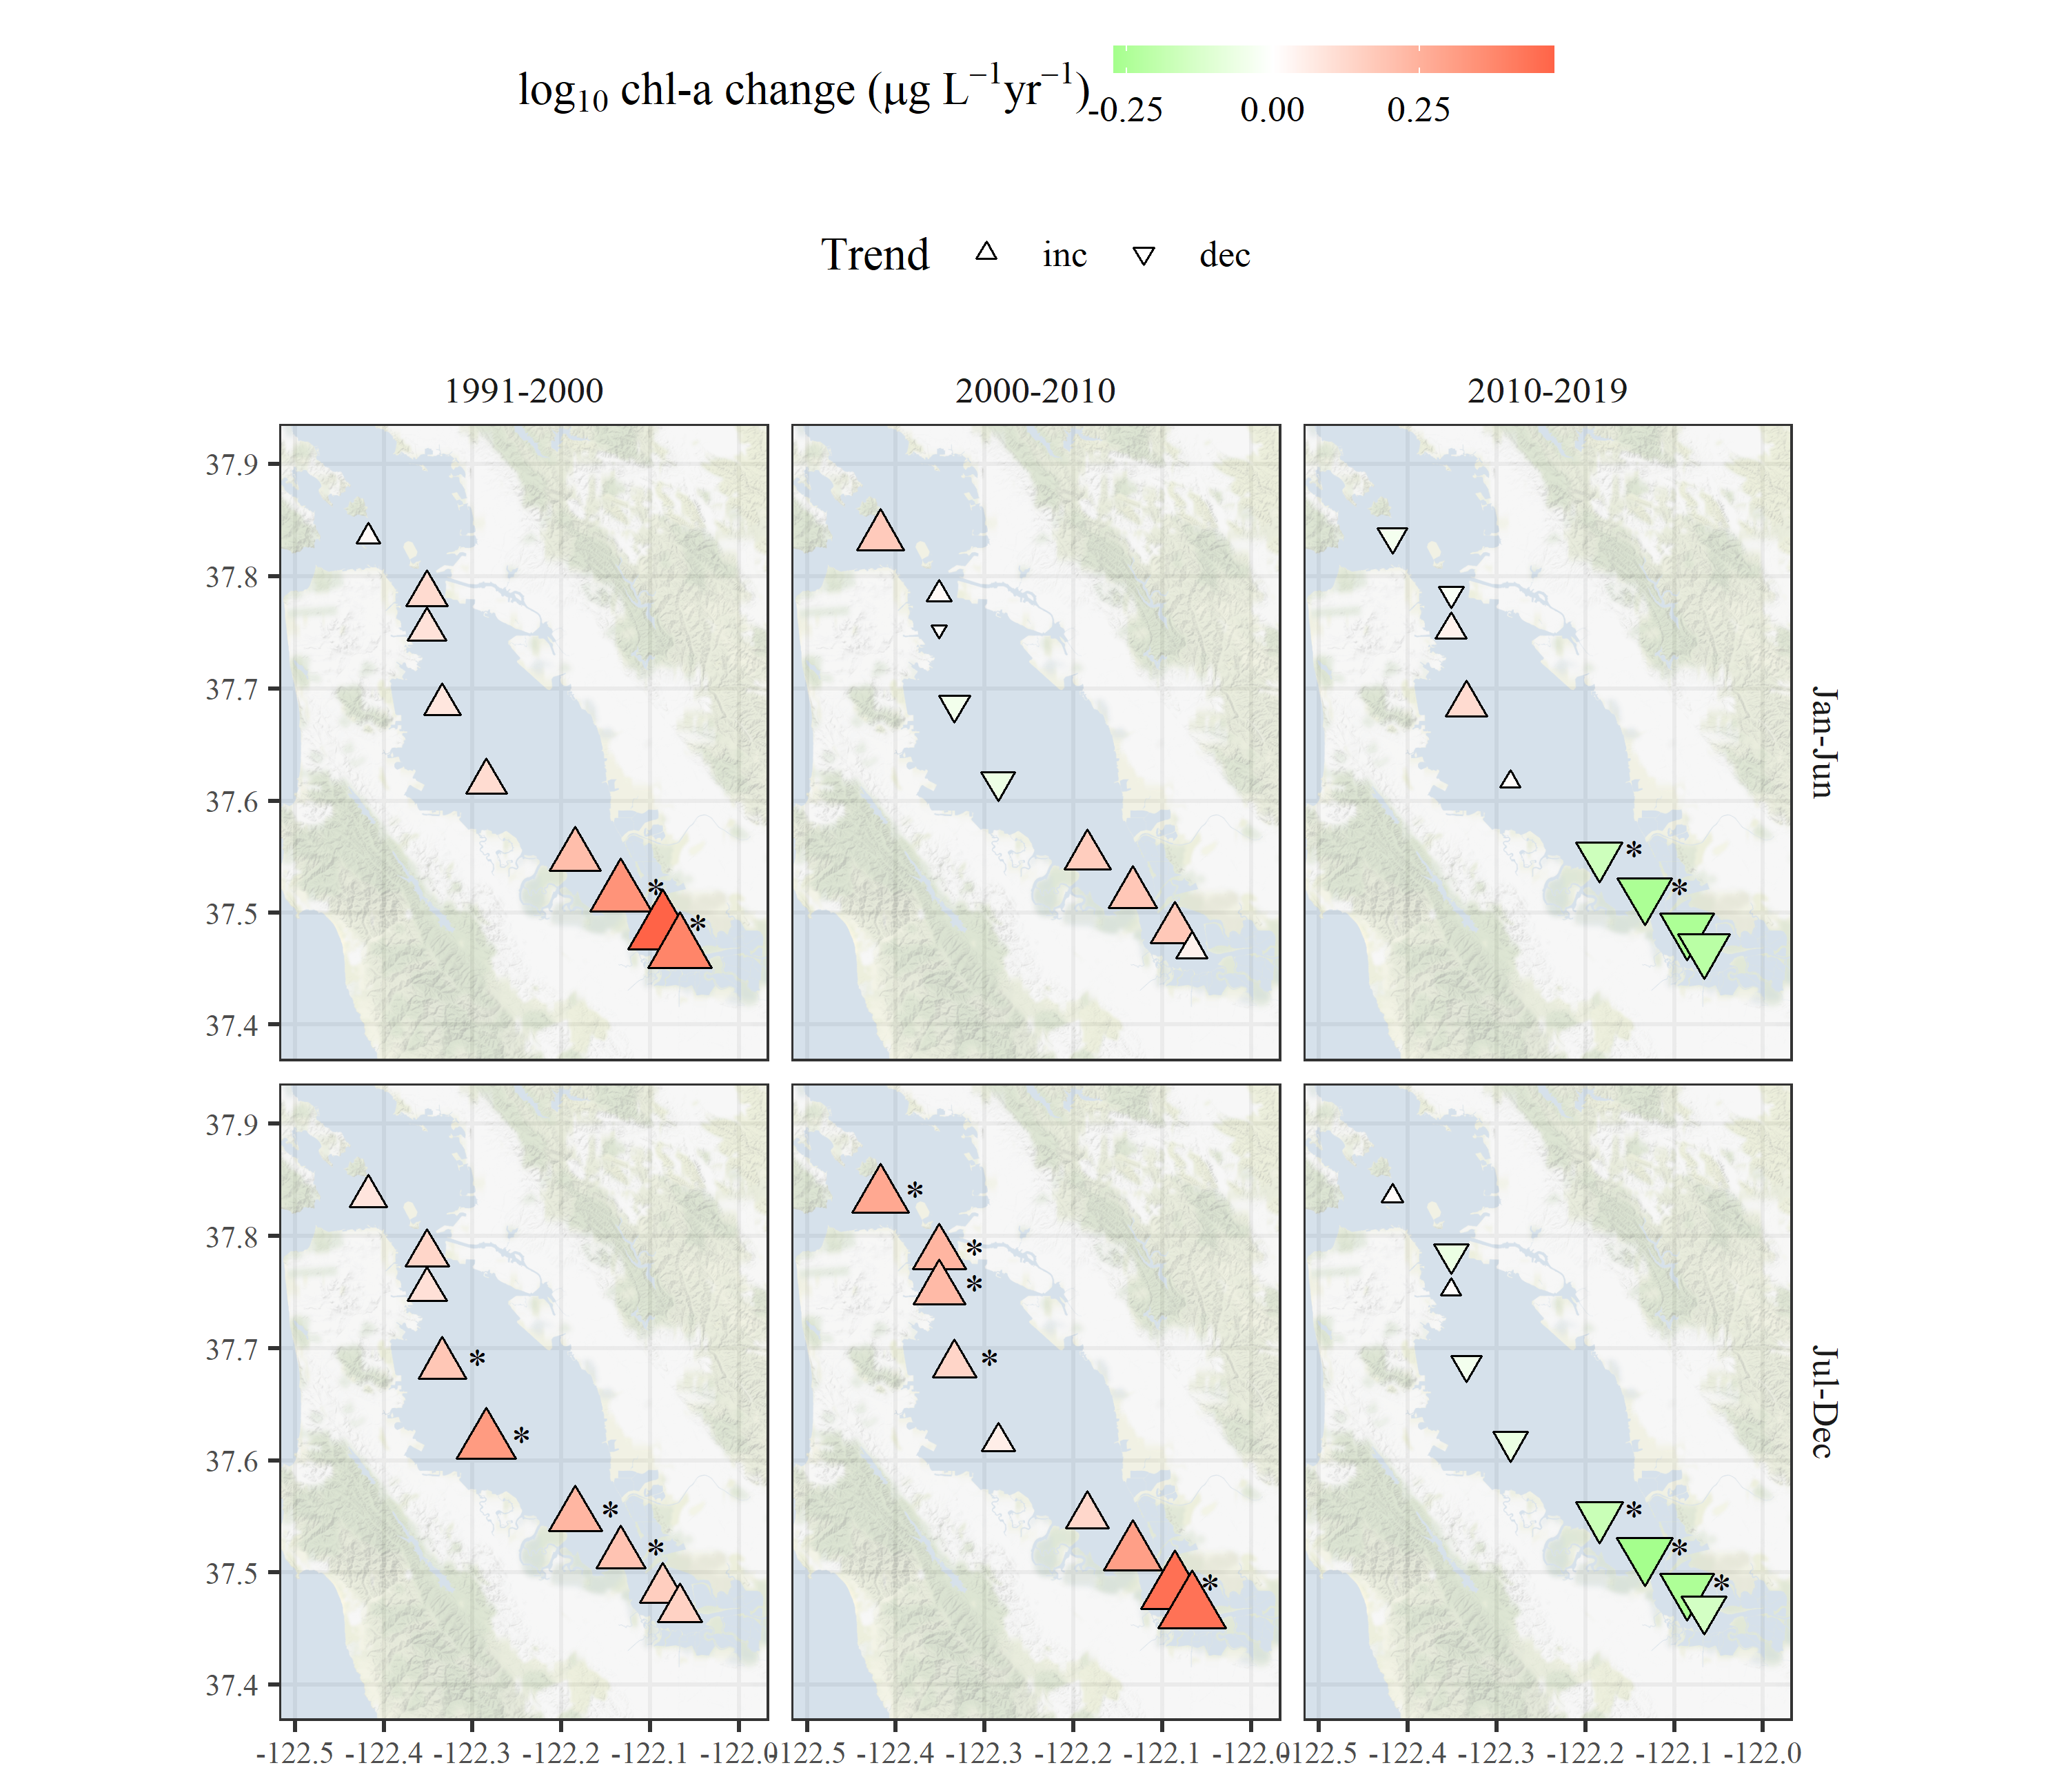 log₁₀ chl-a change (μg L⁻¹yr⁻¹)
-0.25 0.00 0.25
Trend inc dec
1991-2000 2000-2010 2010-2019
37.9
37.8
37.7
37.6
37.5
37.4
* *
* *
Jan-Jun
37.9
37.8
37.7
37.6
37.5
37.4
* * * *
* * * * *
* * *
Jul-Dec
-122.5 -122.4 -122.3 -122.2 -122.1 -122.0
-122.5 -122.4 -122.3 -122.2 -122.1 -122.0
-122.5 -122.4 -122.3 -122.2 -122.1 -122.0